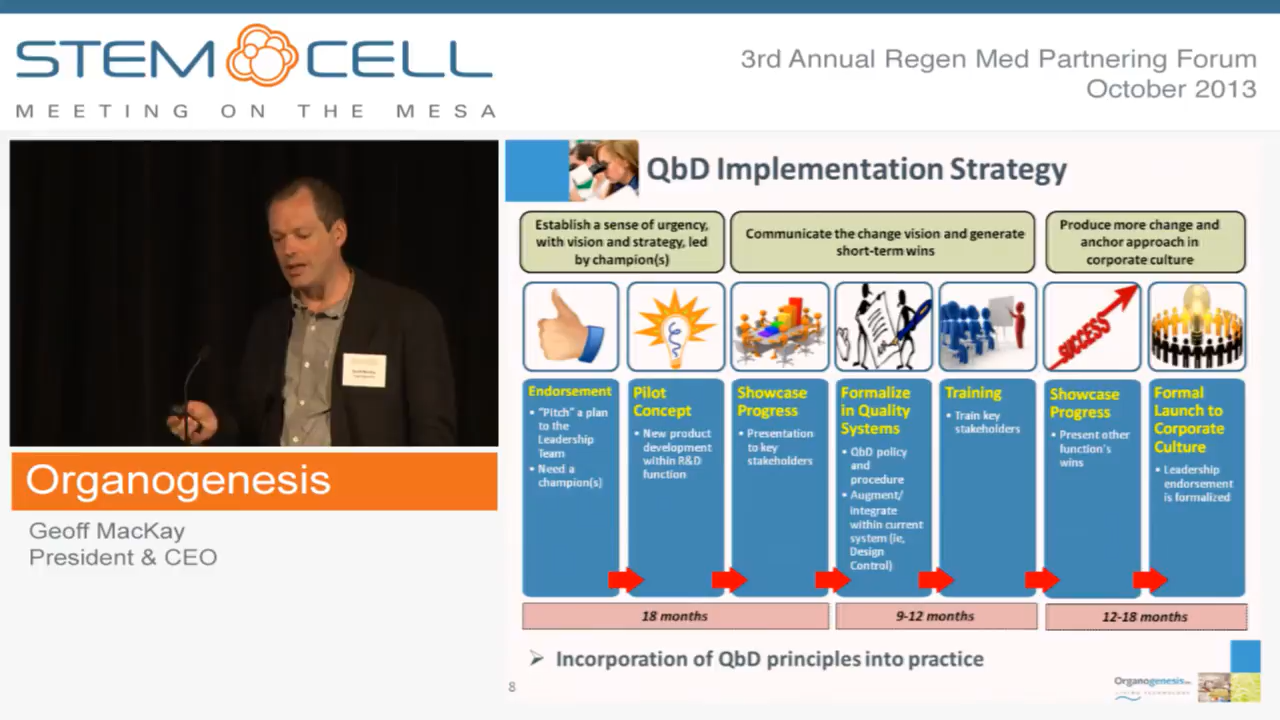 STEM CELL
MEETING ON THE MESA
3rd Annual Regen Med Partnering Forum
October 2013
QbD Implementation Strategy
Establish a sense of urgency,
with vision and strategy, led
by champion(s)
Communicate the change vision and generate
short-term wins
Produce more change and
anchor approach in
corporate culture
SUCCESS
Endorsement
• "Pitch" a plan
to the
Leadership
Team
• Need a
champion(s)
Pilot
Concept
• New product
development
within R&D
function
Showcase
Progress
• Presentation
to key
stakeholders
Formalize
in Quality
Systems
• QbD policy
and
procedure
• Augment/
integrate
within current
system (ie,
Design
Control)
Training
• Train key
stakeholders
Showcase
Progress
• Present other
function's
wins
Formal
Launch to
Corporate
Culture
• Leadership
endorsement
is formalized
18 months
9-12 months
12-18 months
➢ Incorporation of QbD principles into practice
8
Organogenesis
LIVING TECHNOLOGY
Organogenesis
Geoff MacKay
President & CEO